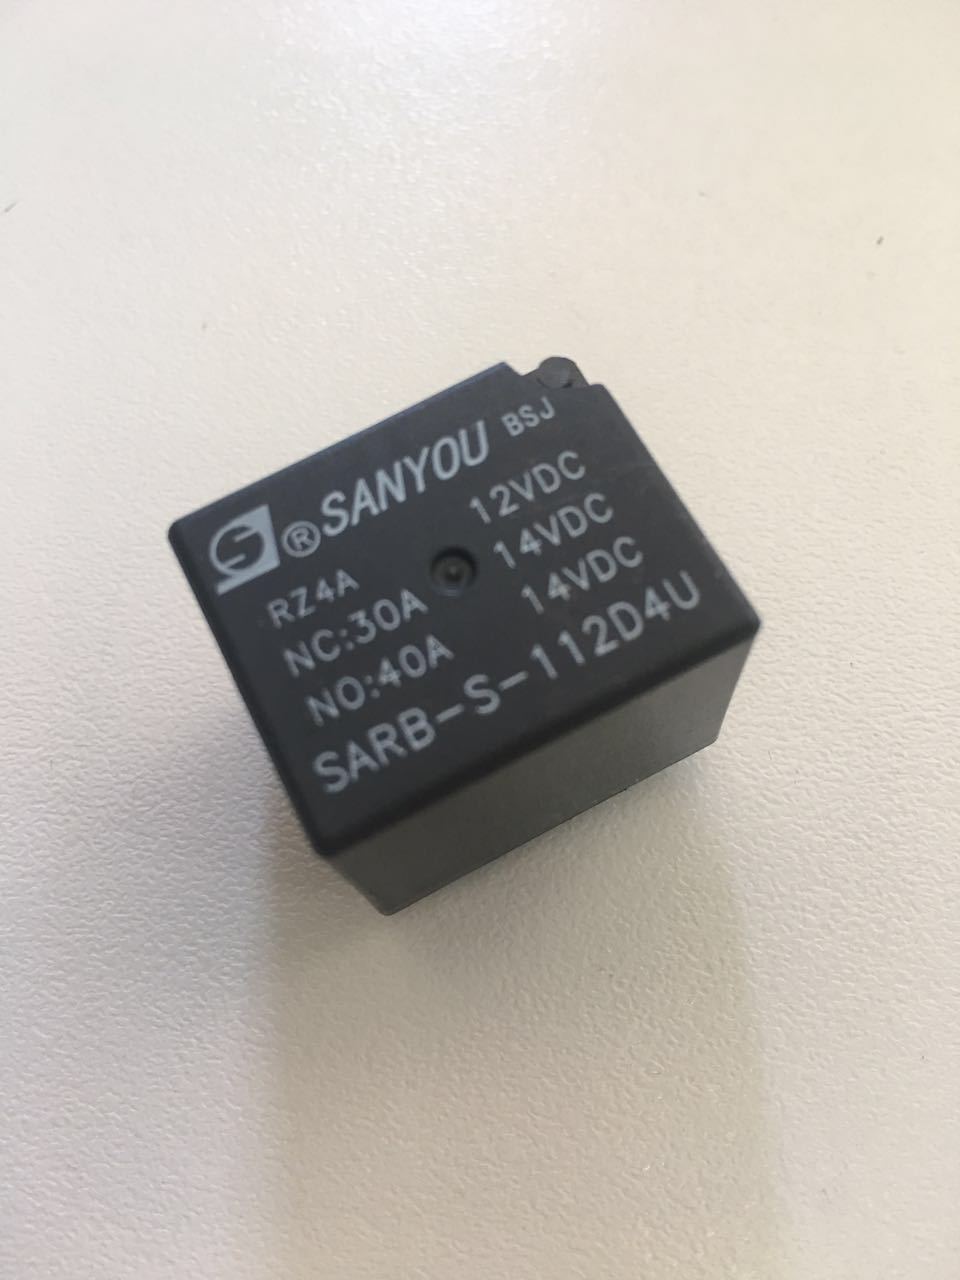 ® SANYOU BSJ
RZ4A 12VDC
NC:30A 14VDC
NO:40A 14VDC
SARB-S-112D4U